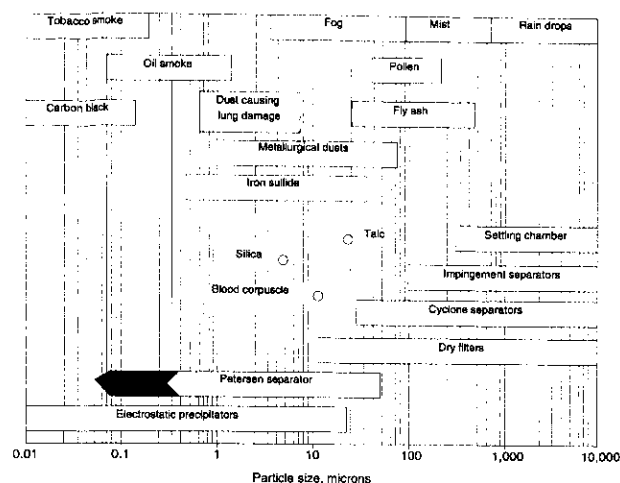 Tobacco smoke
Fog
Mist
Rain drops
Oil smoke
Pollen
Carbon black
Dust causing
lung damage
Fly ash
Metallurgical dusts
Iron sulfide
Talc
Settling chamber
Silica
Impingement separators
Blood corpuscle
Cyclone separators
Dry filters
Petersen separator
Electrostatic precipitators
0.01 0.1 1 10 100 1,000 10,000
Particle size, microns